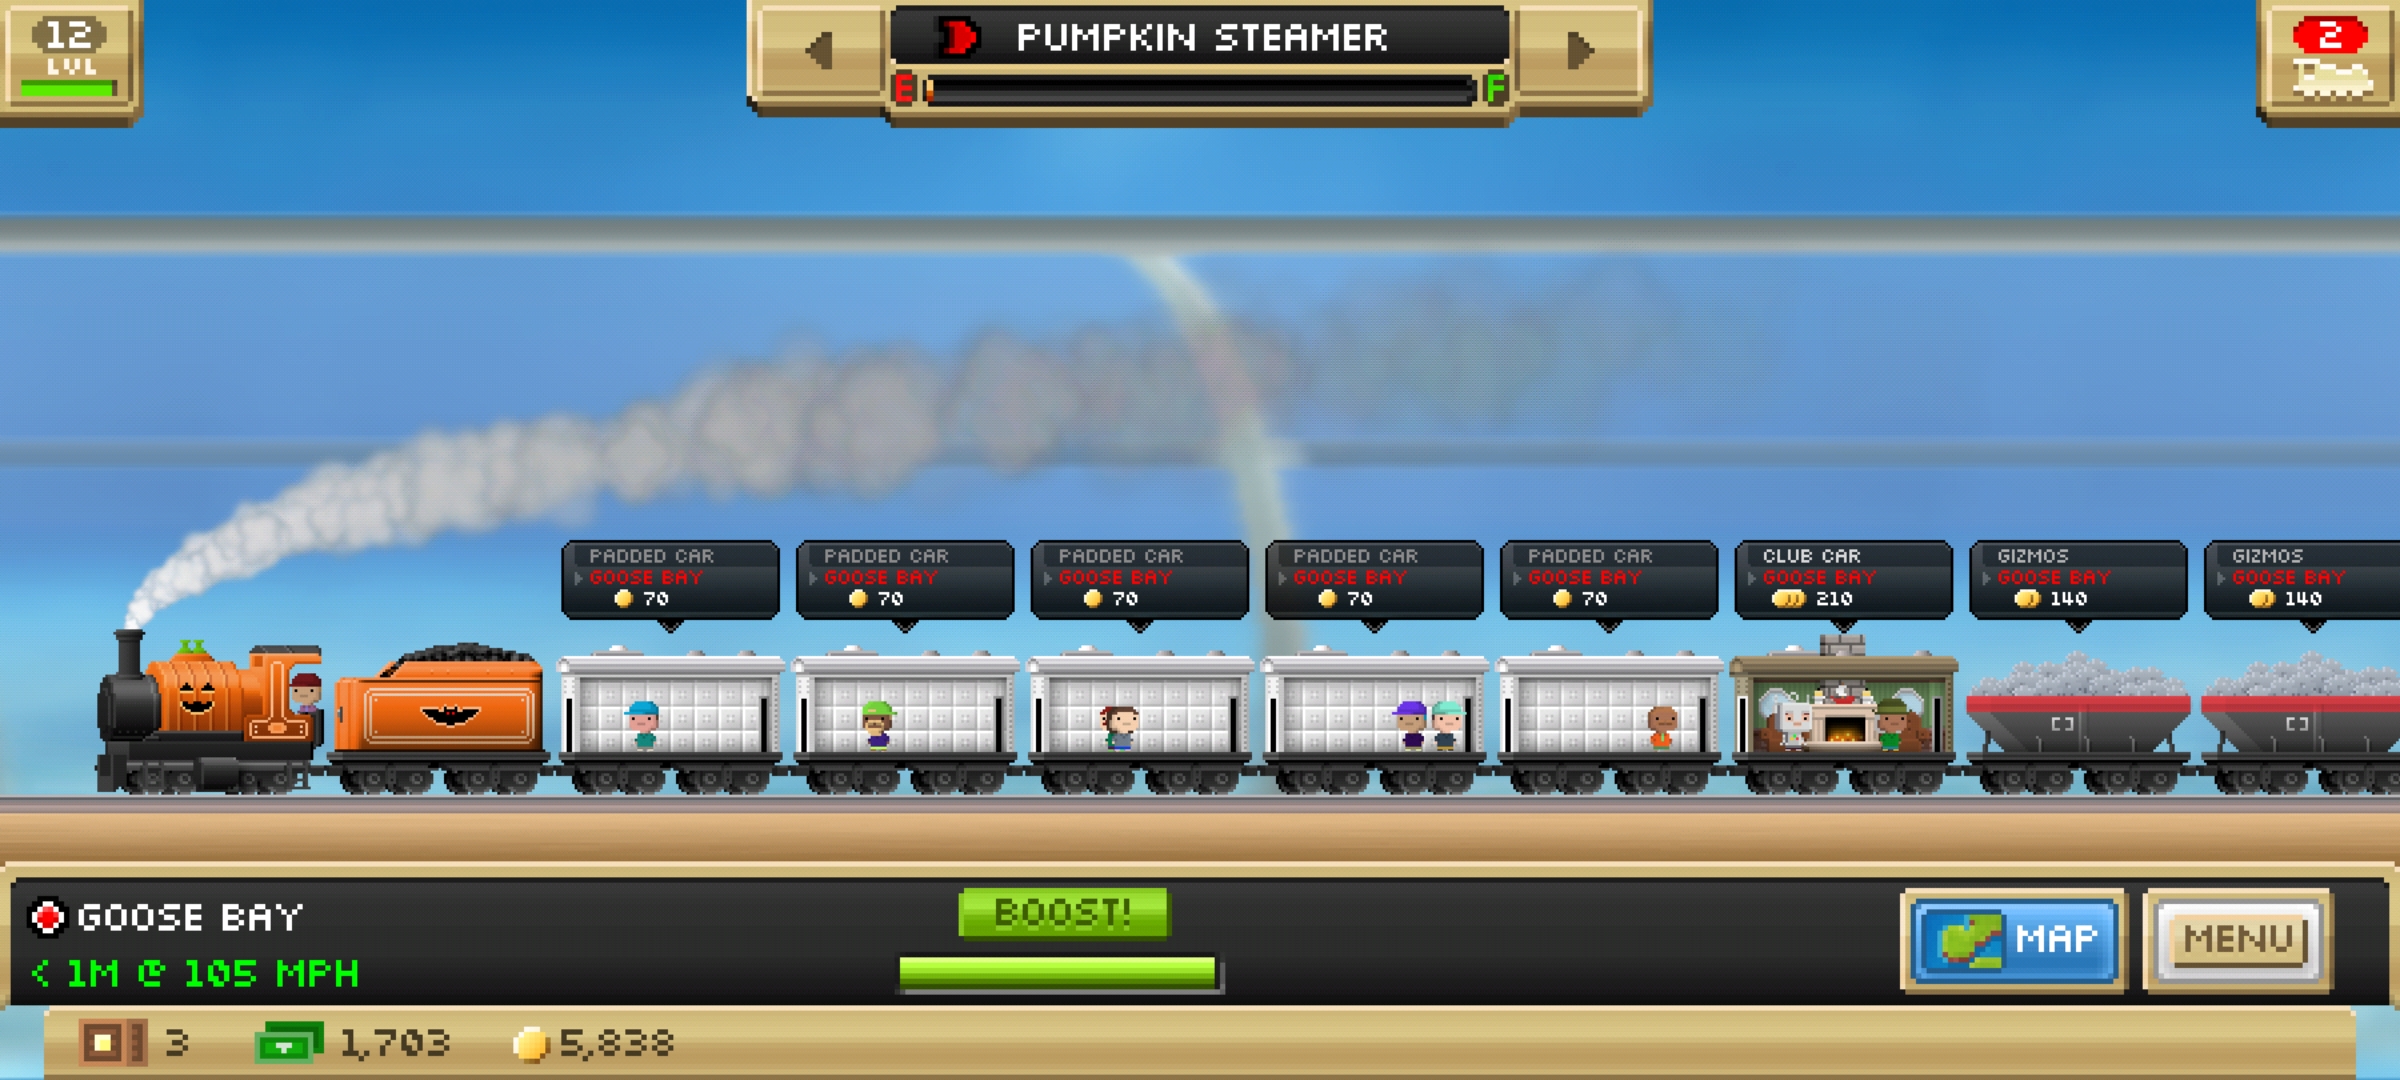 12
LVL
PUMPKIN STEAMER
E
F
2
PADDED CAR
GOOSE BAY
70
PADDED CAR
GOOSE BAY
70
PADDED CAR
GOOSE BAY
70
PADDED CAR
GOOSE BAY
70
PADDED CAR
GOOSE BAY
70
CLUB CAR
GOOSE BAY
210
GIZMOS
GOOSE BAY
140
GIZMOS
GOOSE BAY
140
GOOSE BAY
< 1M @ 105 MPH
BOOST!
MAP
MENU
3
1,703
5,838